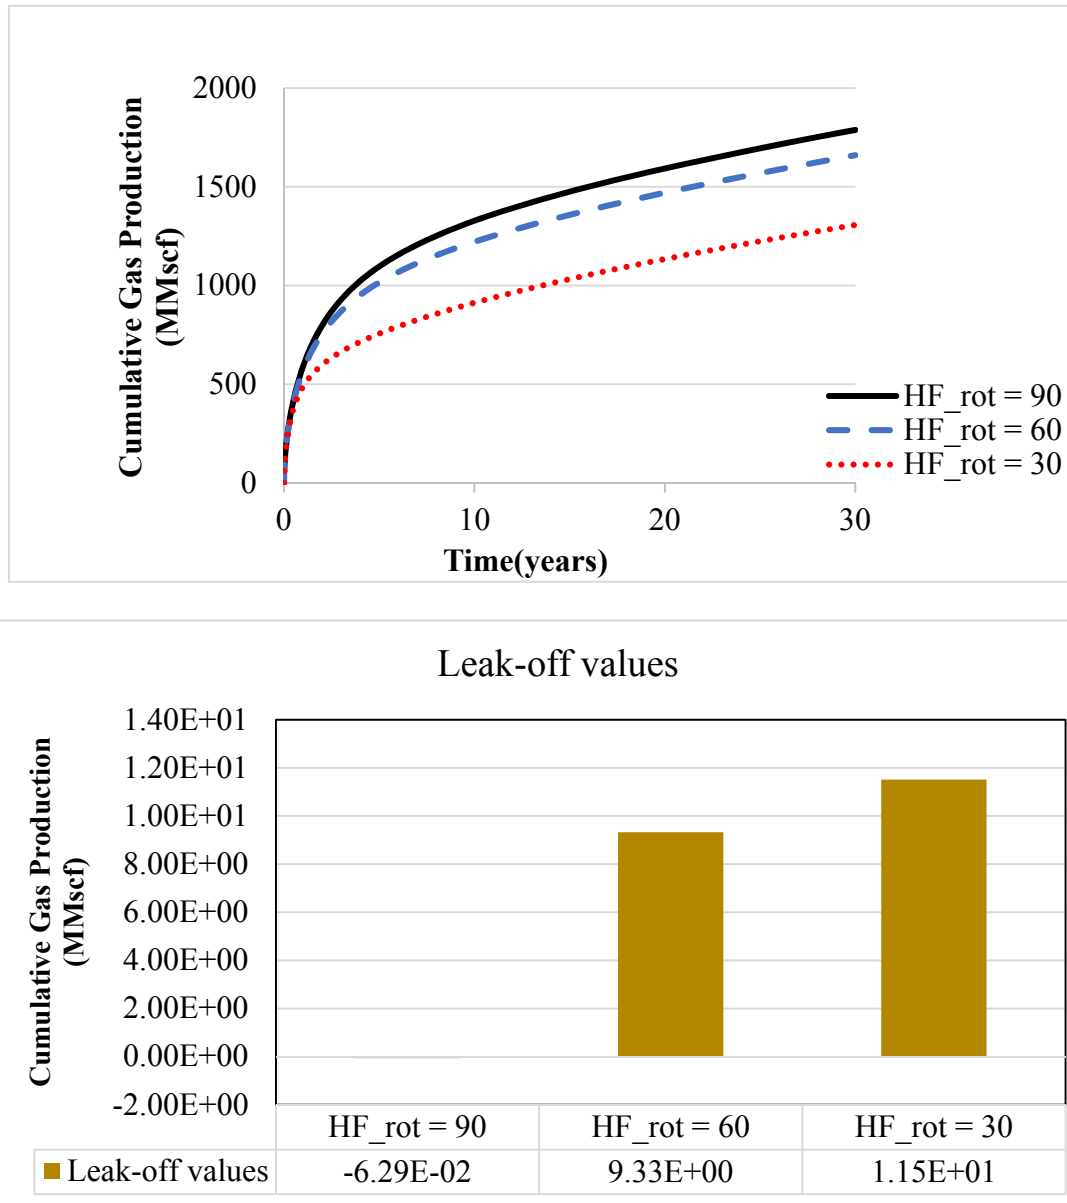 2000
1500
1000
500
0
Cumulative Gas Production
(MMscf)
HF_rot = 90
HF_rot = 60
HF_rot = 30
0 10 20 30
Time(years)
Leak-off values
1.40E+01
1.20E+01
1.00E+01
8.00E+00
6.00E+00
4.00E+00
2.00E+00
0.00E+00
-2.00E+00
Cumulative Gas Production
(MMscf)
HF_rot = 90 HF_rot = 60 HF_rot = 30
Leak-off values -6.29E-02 9.33E+00 1.15E+01